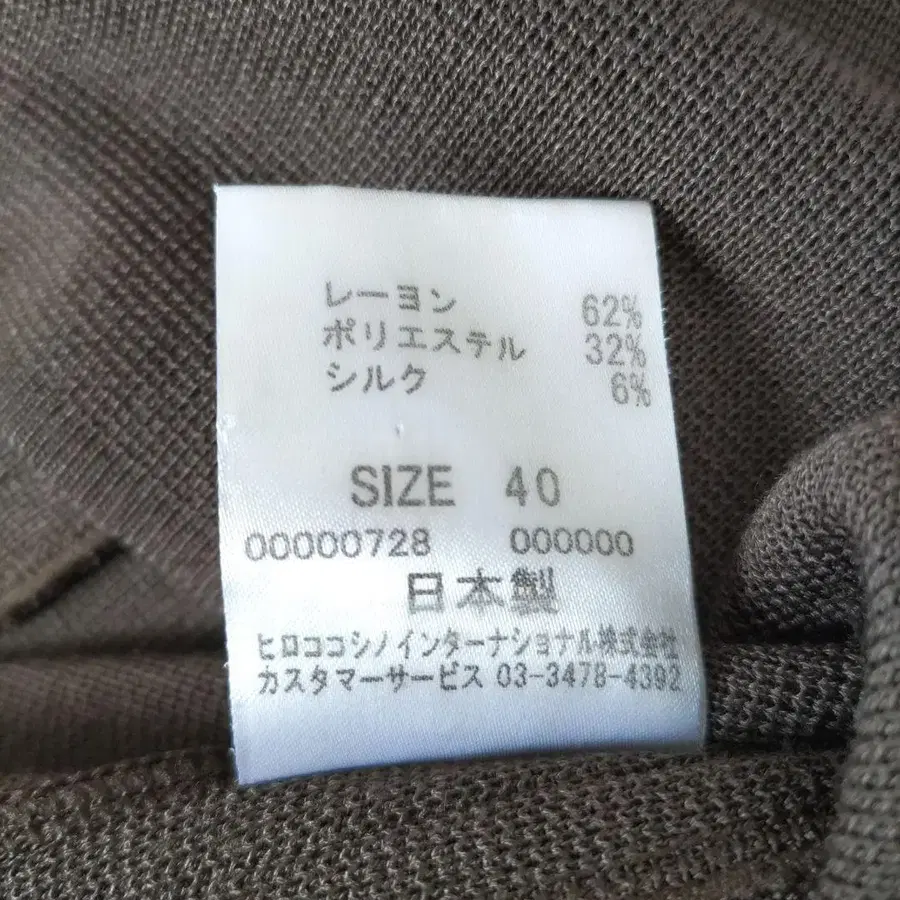 レーヨン 62%
ポリエステル 32%
シルク 6%
SIZE 40
00000728 000000
日本製
ヒロココシノインターナショナル株式会社
カスタマーサービス 03-3478-4392